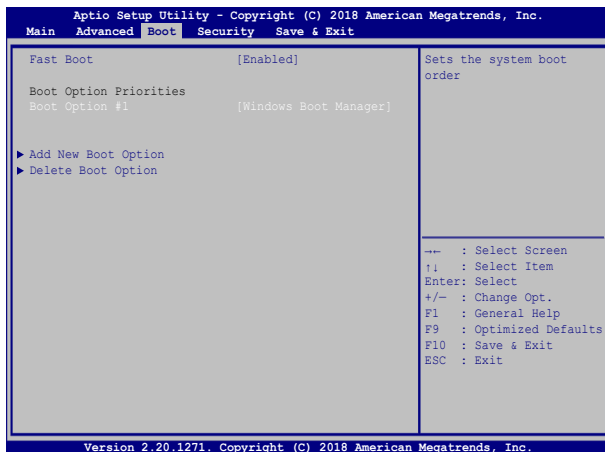 Aptio Setup Utility - Copyright (C) 2018 American Megatrends, Inc.
Main Advanced Boot Security Save & Exit
Fast Boot [Enabled]
Boot Option Priorities
Boot Option #1 [Windows Boot Manager]
▶ Add New Boot Option
▶ Delete Boot Option
Sets the system boot
order
→← : Select Screen
↑↓ : Select Item
Enter: Select
+/— : Change Opt.
F1 : General Help
F9 : Optimized Defaults
F10 : Save & Exit
ESC : Exit
Version 2.20.1271. Copyright (C) 2018 American Megatrends, Inc.